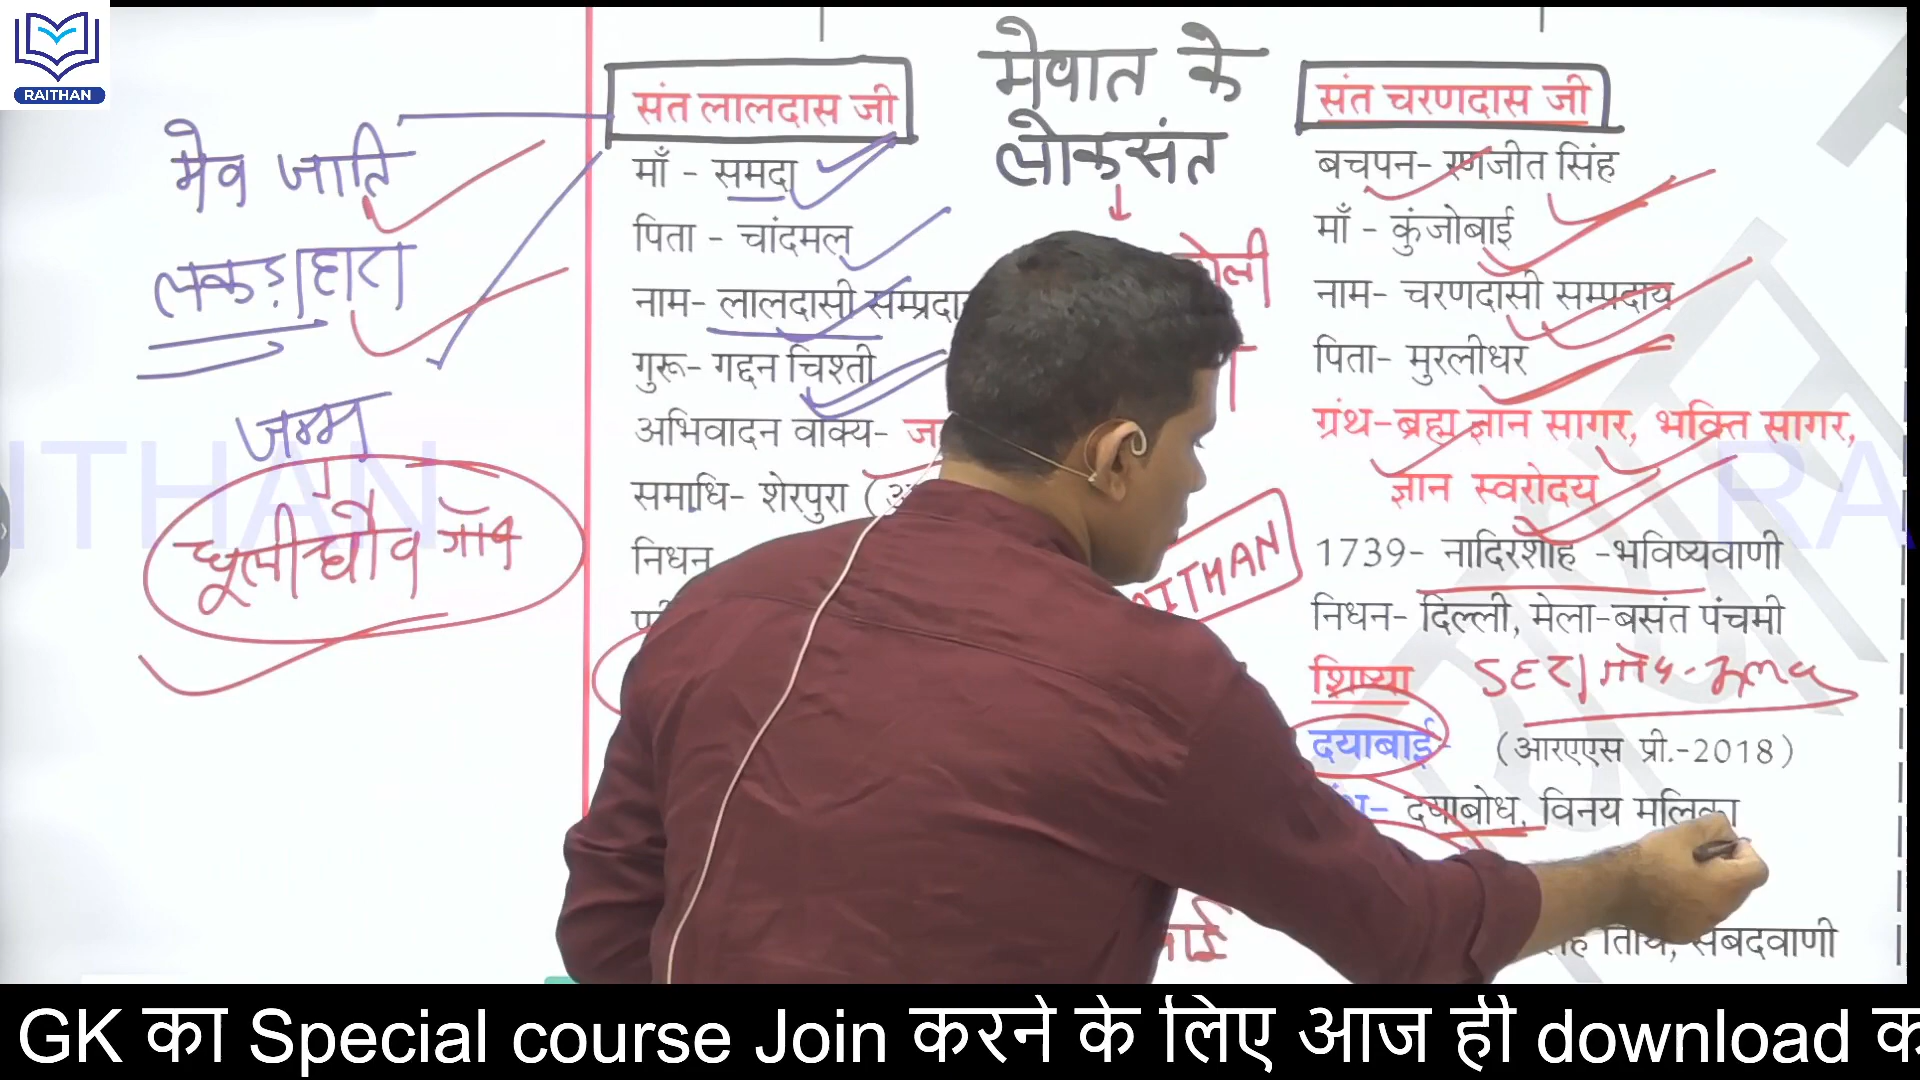 RAITHAN
मेव जाति
लकड़ाहारा
जन्म
धूलीधौव गाँव
संत लालदास जी
माँ - समदा
पिता - चांदमल
नाम- लालदासी सम्प्रदा
गुरू- गद्दन चिश्ती
अभिवादन वाक्य-
समाधि- शेरपुरा
निधन
मेवात के
लोकसंत
RAITHAN
संत चरणदास जी
बचपन- रणजीत सिंह
माँ - कुंजोबाई
नाम- चरणदासी सम्प्रदाय
पिता- मुरलीधर
ग्रंथ-ब्रह्म ज्ञान सागर, भक्ति सागर,
ज्ञान स्वरोदय
1739- नादिरशाह -भविष्यवाणी
निधन- दिल्ली, मेला-बसंत पंचमी
शिष्या
दयाबाई- (आरएएस प्री.-2018)
दयाबोध, विनय मलिका
सबदवाणी
GK का Special course Join करने के लिए आज ही download क